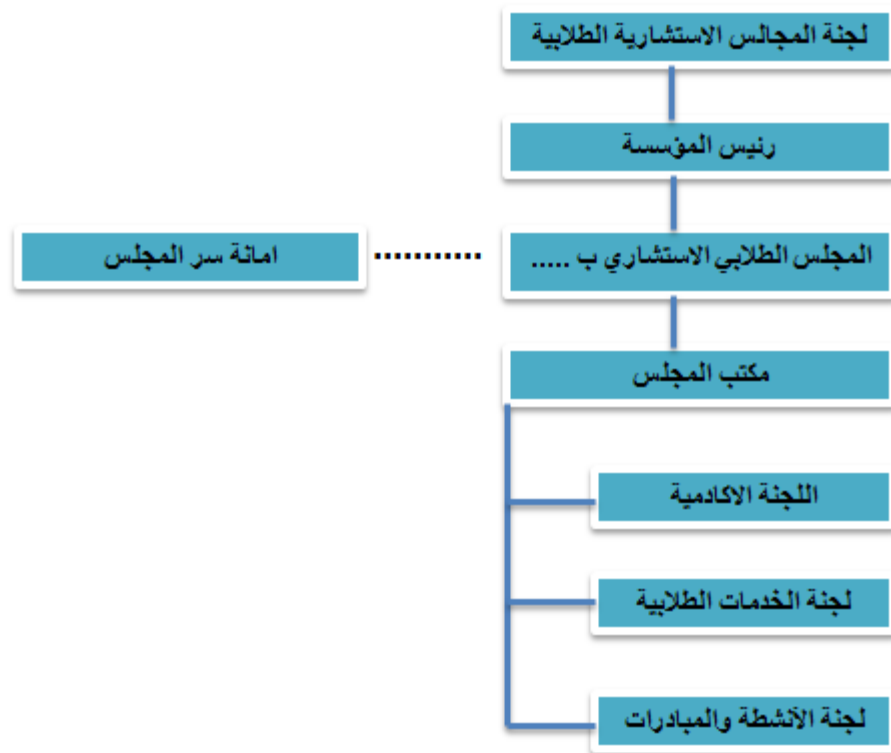 لجنة المجالس الاستشارية الطلابية
رئيس المؤسسة
المجلس الطلابي الاستشاري ب .....
...........
امانة سر المجلس
مكتب المجلس
اللجنة الاكادمية
لجنة الخدمات الطلابية
لجنة الأنشطة والمبادرات